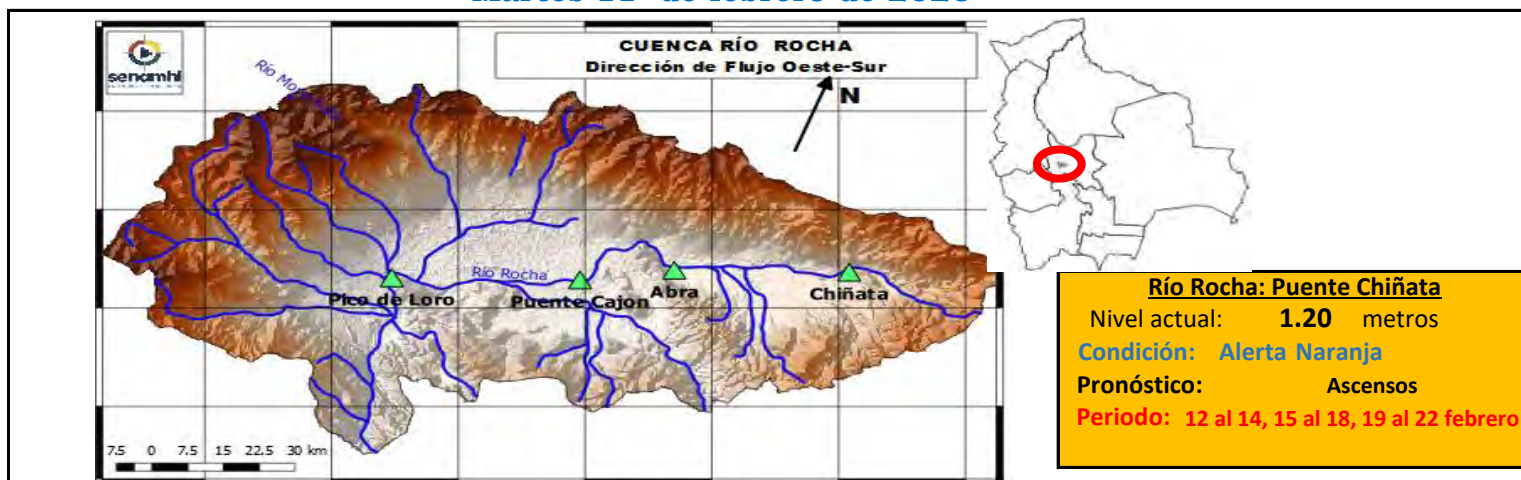 senamhi
CUENCA RÍO ROCHA
Dirección de Flujo Oeste-Sur
N
Río Rocha
Pico de Loro
Puente Cajon
Abra
Chiñata
7.5 0 7.5 15 22.5 30 km
Río Rocha: Puente Chiñata
Nivel actual: 1.20 metros
Condición: Alerta Naranja
Pronóstico: Ascensos
Periodo: 12 al 14, 15 al 18, 19 al 22 febrero